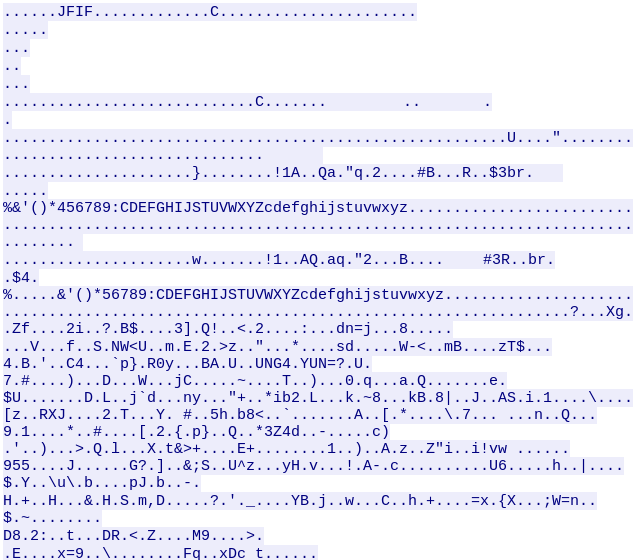 ......JFIF.............C......................
.....
...
..
...
............................C.......        ..       .
.
........................................................U...."........
.............................
.....................}........!1A..Qa."q.2....#B...R..$3br.
.....
%&'()*456789:CDEFGHIJSTUVWXYZcdefghijstuvwxyz.........................
......................................................................
........
.....................w.......!1..AQ.aq."2...B....    #3R..br.
.$4.
%.....&'()*56789:CDEFGHIJSTUVWXYZcdefghijstuvwxyz.....................
...............................................................?...Xg.
.Zf....2i..?.B$....3].Q!..<.2....:...dn=j...8.....
...V...f..S.NW<U..m.E.2.>z.."...*....sd.....W-<..mB....zT$...
4.B.'..C4...`p}.R0y...BA.U..UNG4.YUN=?.U.
7.#....)...D...W...jC.....~....T..)...0.q...a.Q.......e.
$U.......D.L..j`d...ny..."+..*ib2.L...k.~8...kB.8|..J..AS.i.1....\....
[z..RXJ....2.T...Y. #..5h.b8<..`.......A..[.*....\.7... ...n..Q...
9.1....*..#....[.2.{.p}..Q..*3Z4d..-.....c)
.'..)...>.Q.l...X.t&>+....E+........1..)..A.z..Z"i..i!vw ......
955....J......G?.]..&;S..U^z...yH.v...!.A-.c..........U6.....h..|....
$.Y..\u\.b....pJ.b..-.
H.+..H...&.H.S.m,D.....?.'._....YB.j..w...C..h.+....=x.{X...;W=n..
$.~........
D8.2:..t...DR.<.Z....M9....>.
.E....x=9..\........Fq..xDc t......